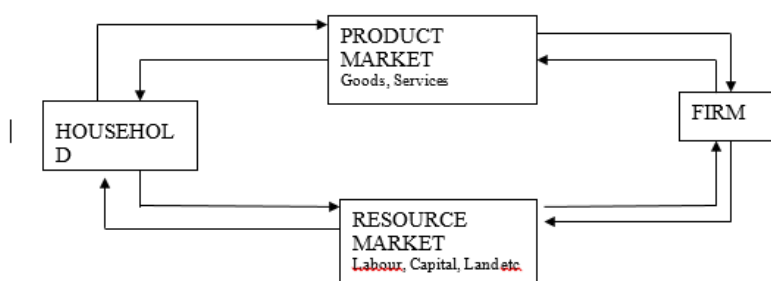 PRODUCT
MARKET
Goods, Services
HOUSEHOL
D
FIRM
RESOURCE
MARKET
Labour, Capital, Land etc